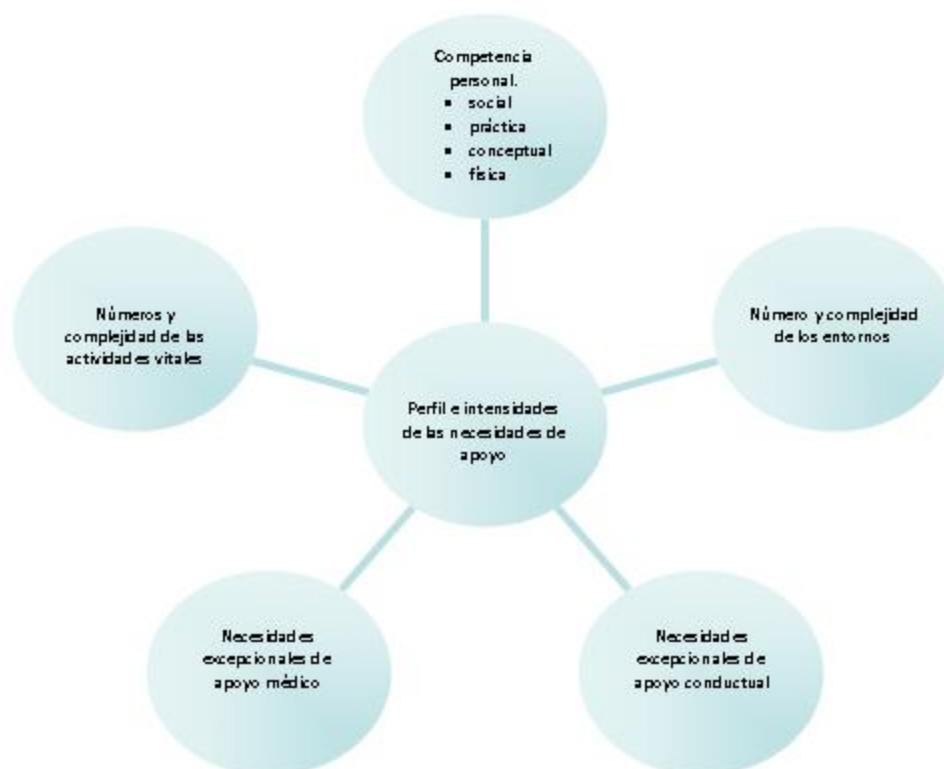 Competencia
personal.
▪ social
▪ práctica
▪ conceptual
▪ física
Números y
complejidad de las
actividades vitales
Número y complejidad
de los entornos
Perfil e intensidades
de las necesidades de
apoyo
Necesidades
excepcionales de
apoyo médico
Necesidades
excepcionales de
apoyo conductual